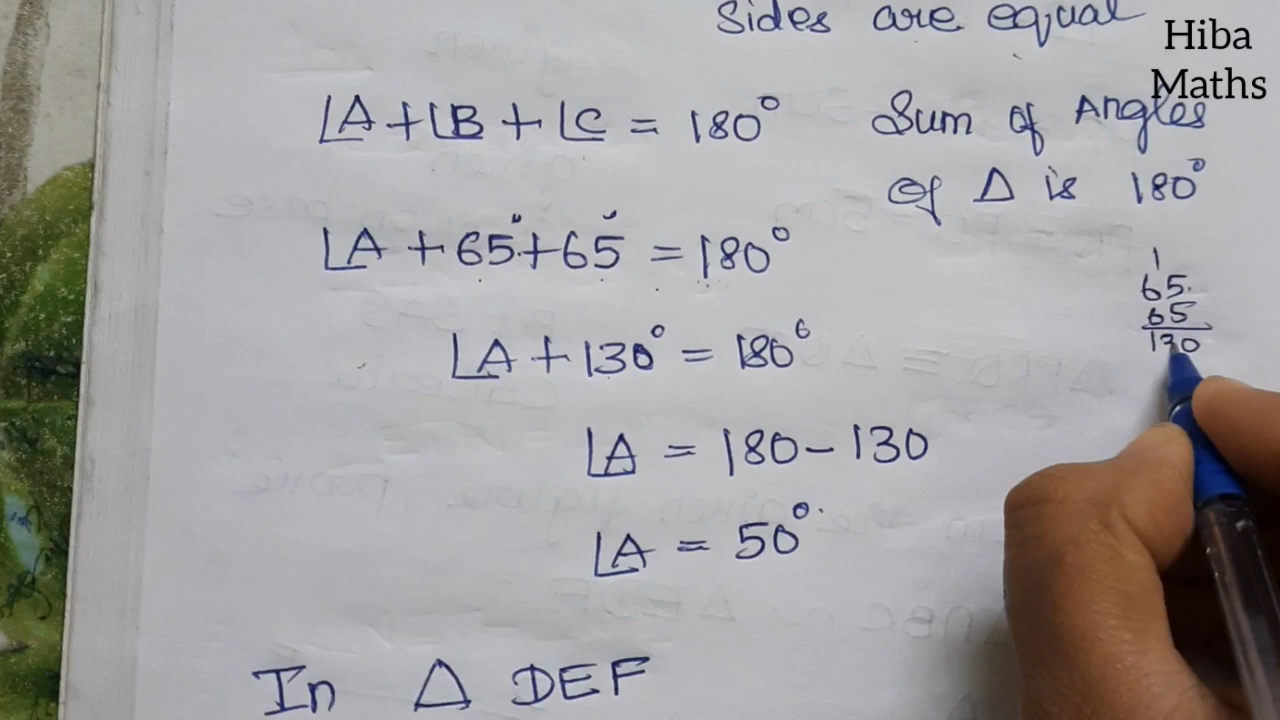 Sides are equal
Hiba
Maths
∠A + ∠B + ∠C = 180° Sum of Angles
of Δ is 180°
∠A + 65° + 65° = 180°
1
65
65
130
∠A + 130° = 180°
∠A = 180 - 130
∠A = 50°
In Δ DEF